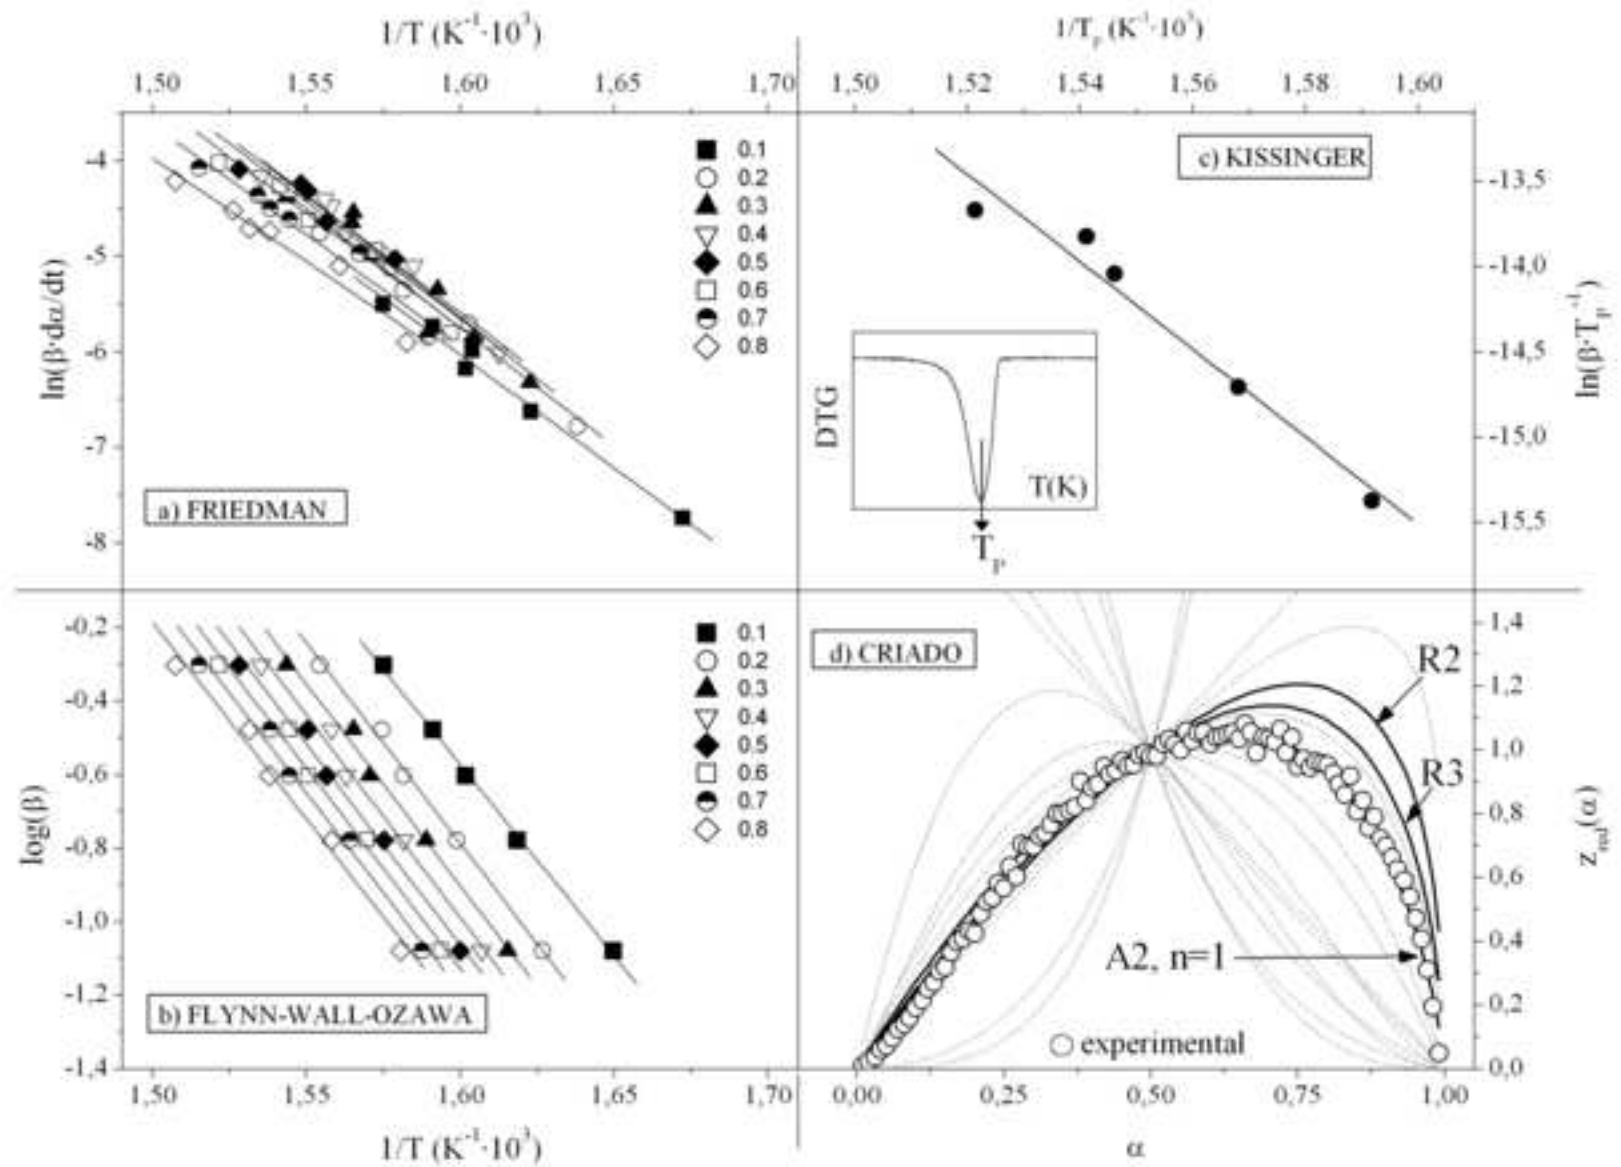 1/T (K⁻¹·10³)
1,50 1,55 1,60 1,65 1,70
ln(β·dα/dt)
-4
-5
-6
-7
-8
0.1
0.2
0.3
0.4
0.5
0.6
0.7
0.8
a) FRIEDMAN
1/Tₚ (K⁻¹·10³)
1,50 1,52 1,54 1,56 1,58 1,60
c) KISSINGER
-13,5
-14,0
-14,5
-15,0
-15,5
ln(β·Tₚ⁻¹)
DTG
T(K)
Tₚ
log(β)
-0,2
-0,4
-0,6
-0,8
-1,0
-1,2
-1,4
0.1
0.2
0.3
0.4
0.5
0.6
0.7
0.8
b) FLYNN-WALL-OZAWA
1,50 1,55 1,60 1,65 1,70
1/T (K⁻¹·10³)
d) CRIADO
R2
R3
A2, n=1
experimental
1,4
1,2
1,0
0,8
0,6
0,4
0,2
0,0
z_red(α)
0,00 0,25 0,50 0,75 1,00
α